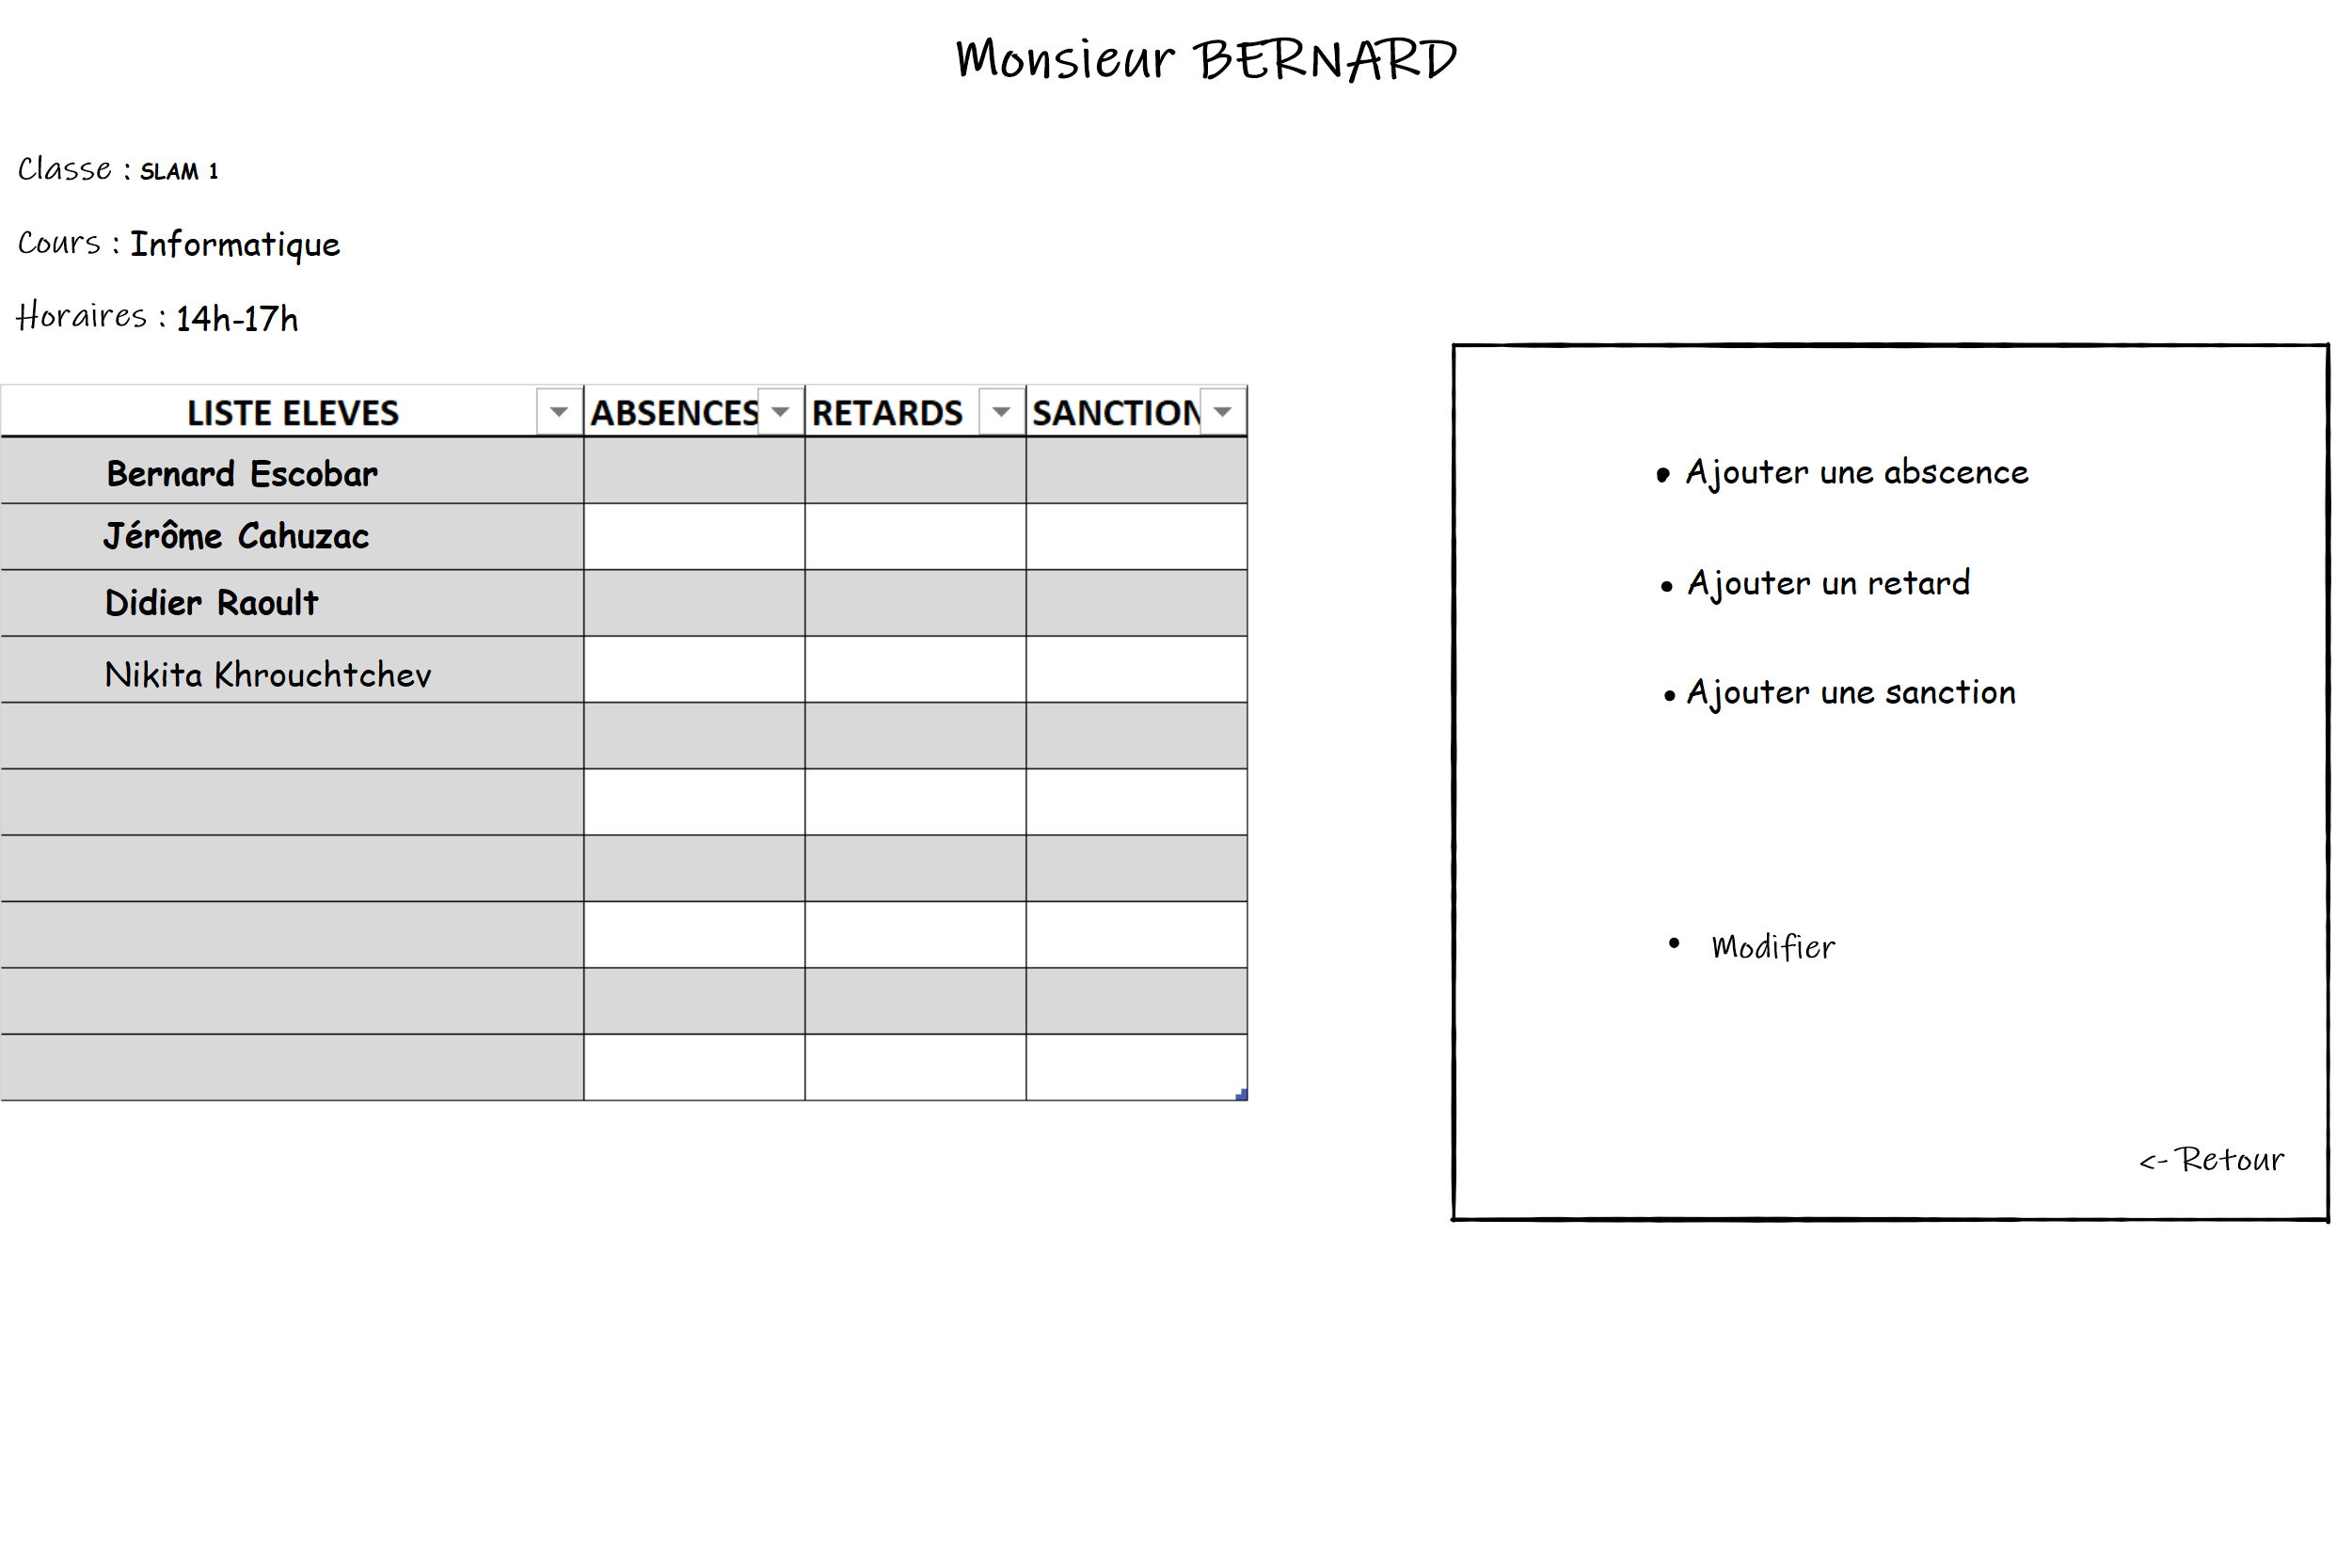 Monsieur BERNARD
Classe : SLAM 1
Cours : Informatique
Horaires : 14h-17h
LISTE ELEVES ABSENCES RETARDS SANCTION
Bernard Escobar
Jérôme Cahuzac
Didier Raoult
Nikita Khrouchtchev
• Ajouter une abscence
• Ajouter un retard
• Ajouter une sanction
• Modifier
<- Retour